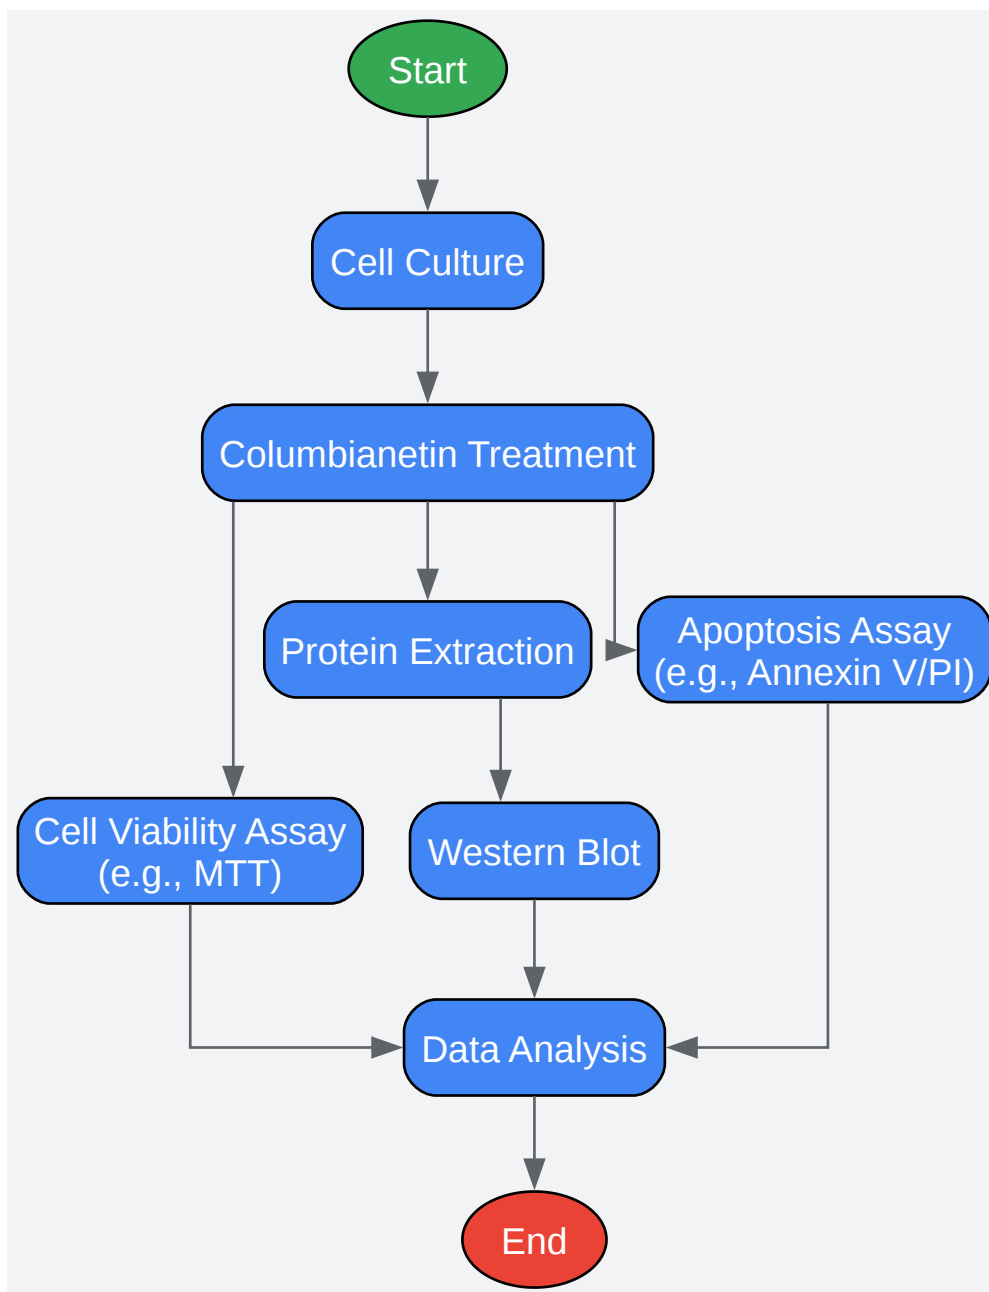 Start
Cell Culture
Columbianetin Treatment
Protein Extraction
Apoptosis Assay
(e.g., Annexin V/PI)
Cell Viability Assay
(e.g., MTT)
Western Blot
Data Analysis
End